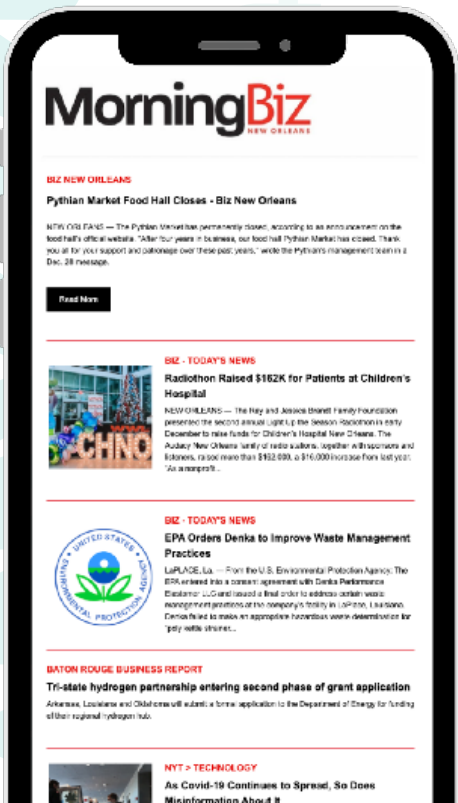 MorningBiz
NEW ORLEANS
BIZ NEW ORLEANS
Pythian Market Food Hall Closes - Biz New Orleans
NEW ORLEANS — The Pythian Market has permanently closed, according to an announcement on the
food hall's official website. "After four years in business, our food hall Pythian Market has closed. Thank
you all for your support and patronage over these past years," wrote the Pythian's management team in a
Dec. 28 message.
Read More
BIZ - TODAY'S NEWS
Radiothon Raised $162K for Patients at Children's
Hospital
NEW ORLEANS — The Ray and Jessica Brandt Family Foundation
presented the second annual Light Up the Season Radiothon in early
December to raise funds for Children's Hospital New Orleans. The
Audacy New Orleans family of radio stations, together with sponsors and
listeners, raised more than $162,000, a $16,000 increase from last year.
"As a nonprofit...
CHNO
BIZ - TODAY'S NEWS
EPA Orders Denka to Improve Waste Management
Practices
LaPLACE, La. — From the U.S. Environmental Protection Agency: The
EPA entered into a consent agreement with Denka Performance
Elastomer LLC and issued a final order to address certain waste
management practices at the company's facility in LaPlace, Louisiana.
Denka failed to make an appropriate hazardous waste determination for
"poly kettle strainer...
UNITED STATES
ENVIRONMENTAL PROTECTION AGENCY
BATON ROUGE BUSINESS REPORT
Tri-state hydrogen partnership entering second phase of grant application
Arkansas, Louisiana and Oklahoma will submit a formal application to the Department of Energy for funding
of their regional hydrogen hub.
NYT > TECHNOLOGY
As Covid-19 Continues to Spread, So Does
Misinformation About It